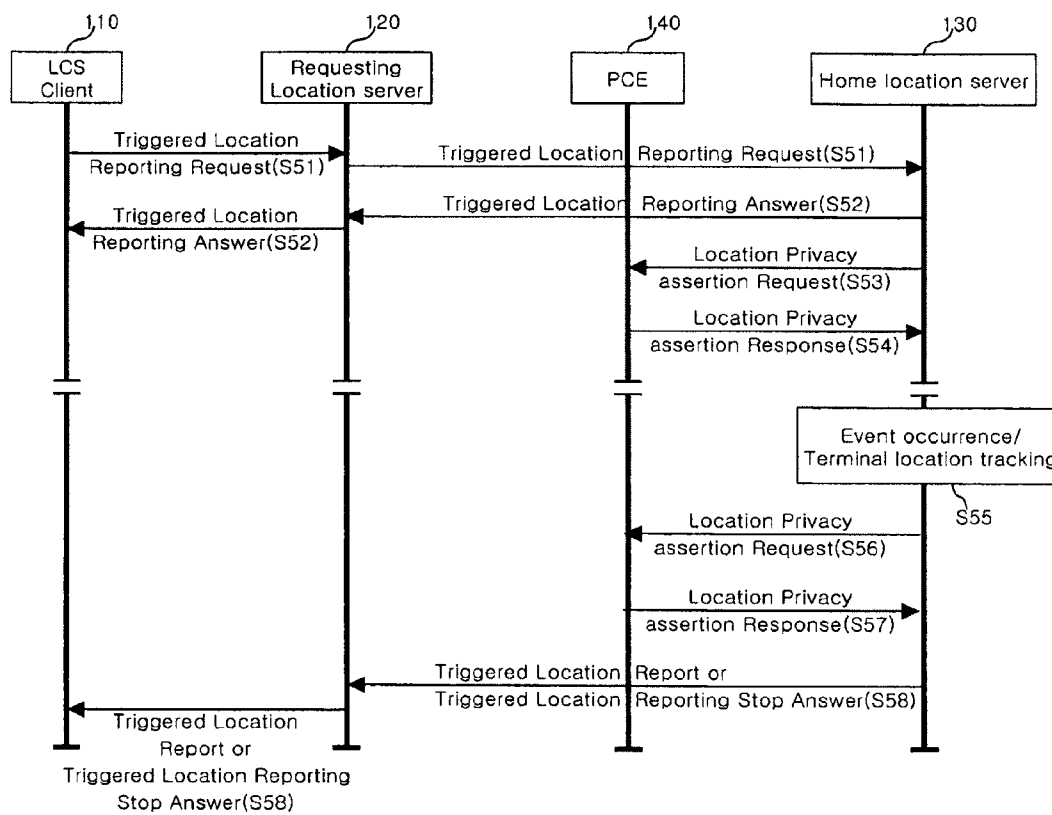 110
120
140
130
LCS
Client
Requesting
Location server
PCE
Home location server
Triggered Location
Reporting Request(S51)
Triggered Location Reporting Request(S51)
Triggered Location Reporting Answer(S52)
Triggered Location
Reporting Answer(S52)
Location Privacy
assertion Request(S53)
Location Privacy
assertion Response(S54)
Event occurrence/
Terminal location tracking
S55
Location Privacy
assertion Request(S56)
Location Privacy
assertion Response(S57)
Triggered Location Report or
Triggered Location Reporting Stop Answer(S58)
Triggered Location
Report or
Triggered Location Reporting
Stop Answer(S58)